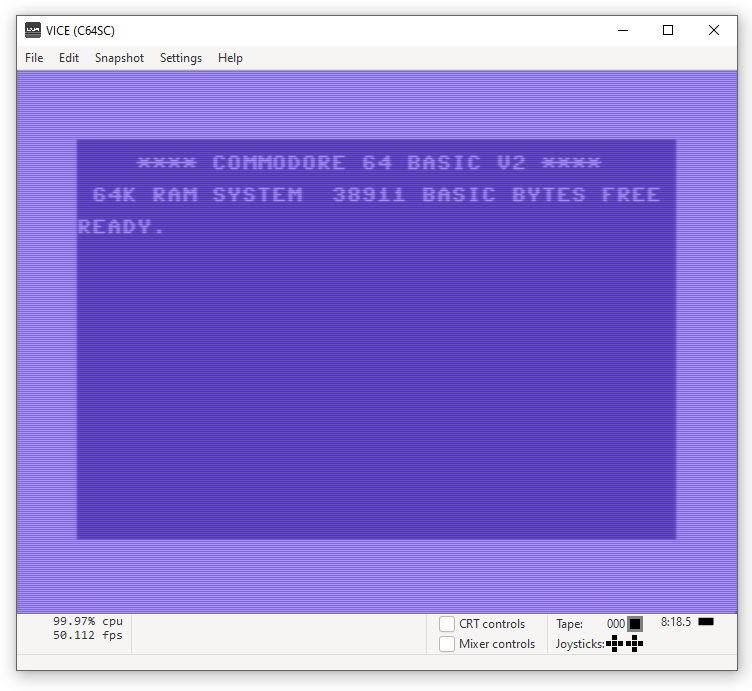 VICE (C64SC)
File Edit Snapshot Settings Help
**** COMMODORE 64 BASIC V2 ****
64K RAM SYSTEM  38911 BASIC BYTES FREE
READY.
99.97% cpu
50.112 fps
CRT controls
Mixer controls
Tape: 000
Joysticks:
8:18.5